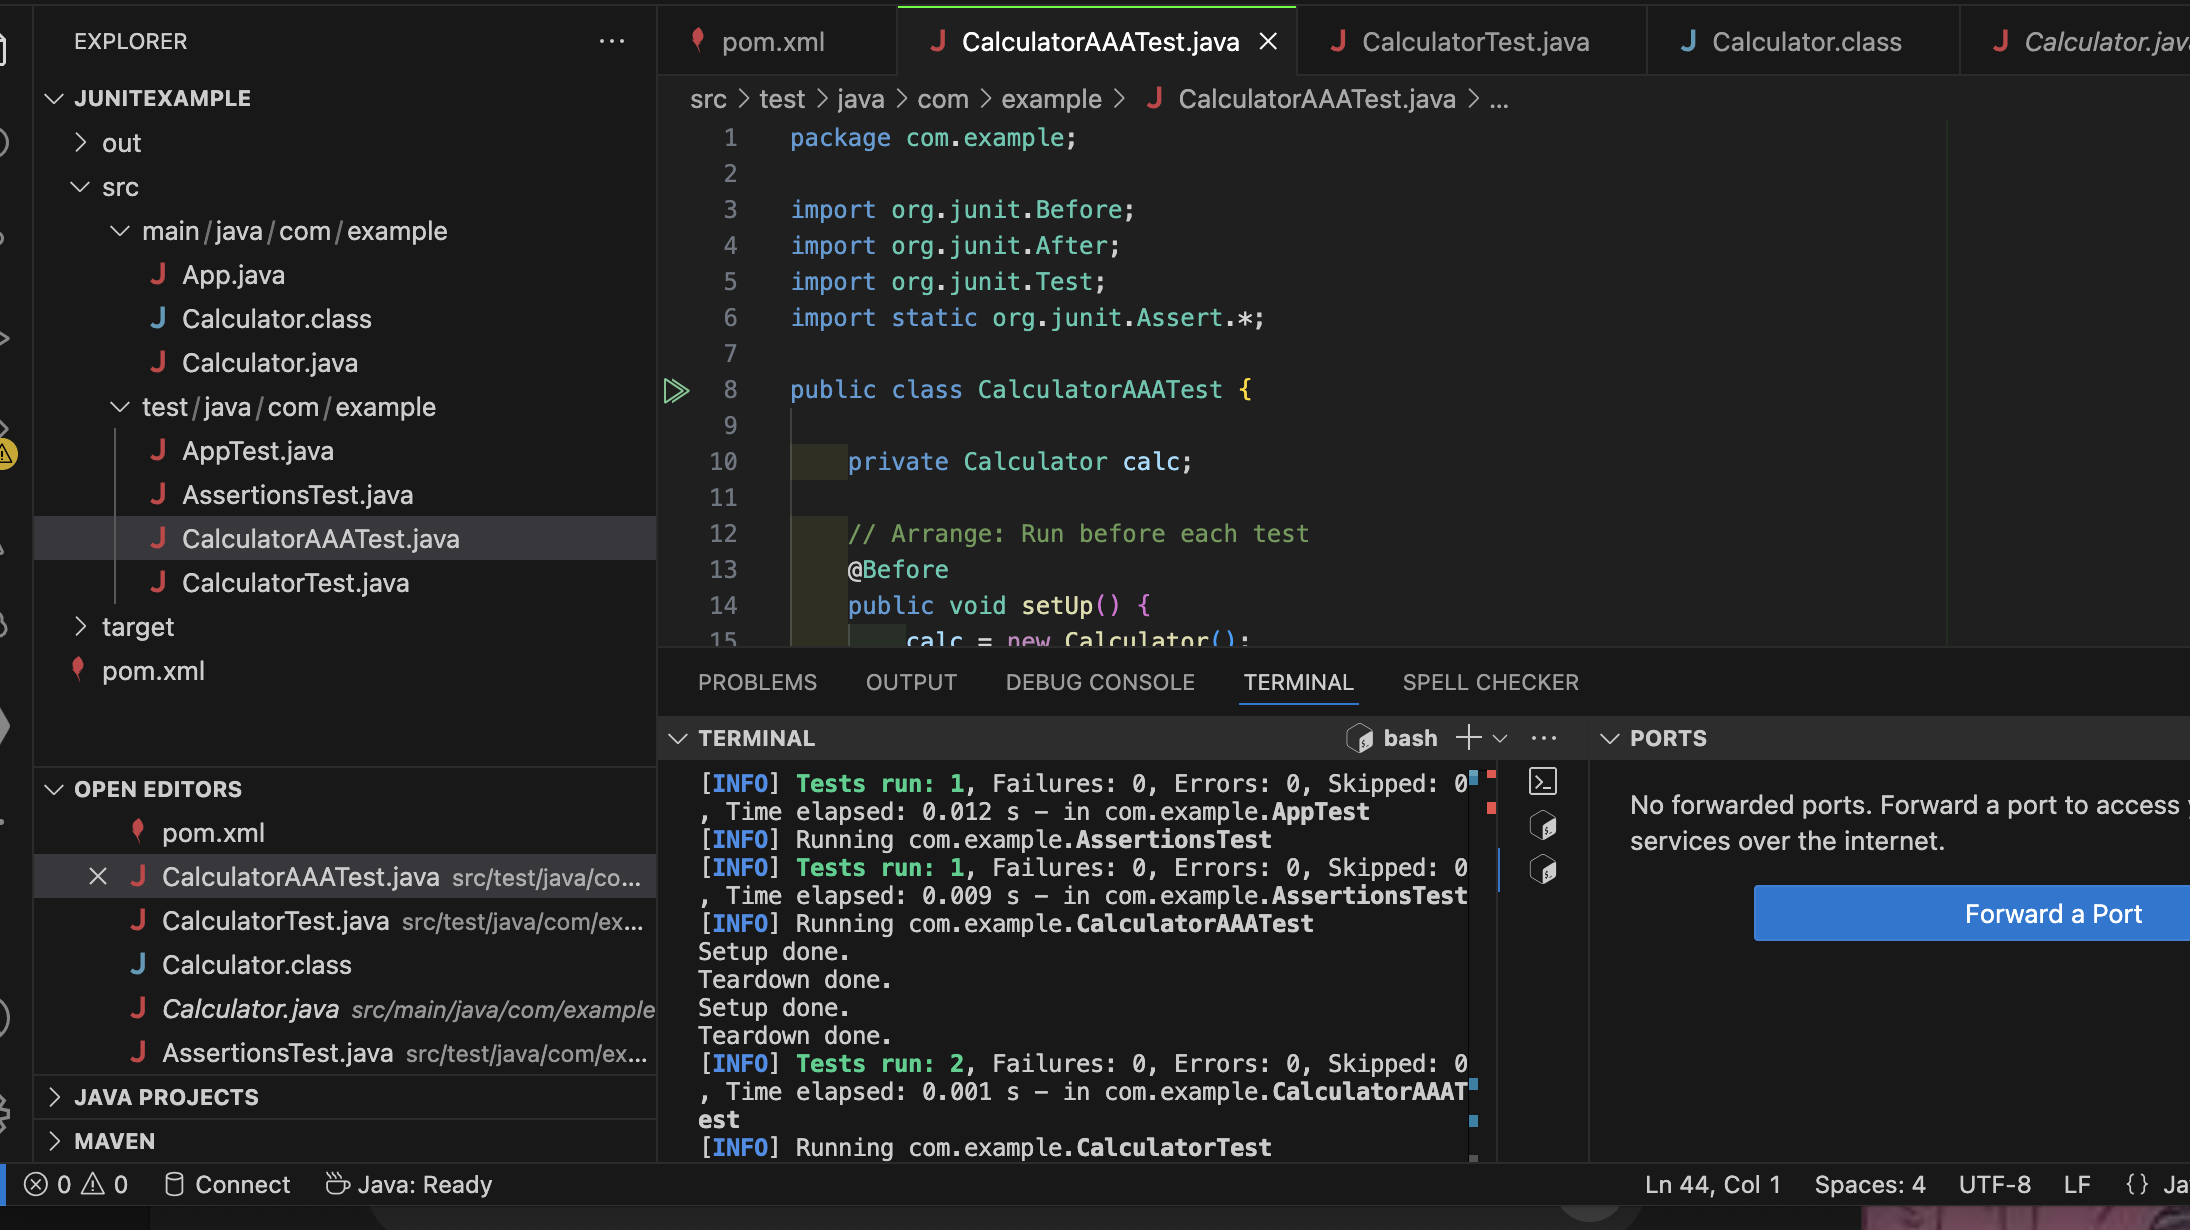 EXPLORER
JUNITEXAMPLE
out
src
main/java/com/example
App.java
Calculator.class
Calculator.java
test/java/com/example
AppTest.java
AssertionsTest.java
CalculatorAAATest.java
CalculatorTest.java
target
pom.xml
OPEN EDITORS
pom.xml
CalculatorAAATest.java src/test/java/co...
CalculatorTest.java src/test/java/com/ex...
Calculator.class
Calculator.java src/main/java/com/example
AssertionsTest.java src/test/java/com/ex...
JAVA PROJECTS
MAVEN
pom.xml CalculatorAAATest.java CalculatorTest.java Calculator.class Calculator.jav
src > test > java > com > example > CalculatorAAATest.java > ...
1 package com.example;
2
3 import org.junit.Before;
4 import org.junit.After;
5 import org.junit.Test;
6 import static org.junit.Assert.*;
7
8 public class CalculatorAAATest {
9
10 private Calculator calc;
11
12 // Arrange: Run before each test
13 @Before
14 public void setUp() {
15 calc = new Calculator();
PROBLEMS OUTPUT DEBUG CONSOLE TERMINAL SPELL CHECKER
TERMINAL bash
[INFO] Tests run: 1, Failures: 0, Errors: 0, Skipped: 0
, Time elapsed: 0.012 s - in com.example.AppTest
[INFO] Running com.example.AssertionsTest
[INFO] Tests run: 1, Failures: 0, Errors: 0, Skipped: 0
, Time elapsed: 0.009 s - in com.example.AssertionsTest
[INFO] Running com.example.CalculatorAAATest
Setup done.
Teardown done.
Setup done.
Teardown done.
[INFO] Tests run: 2, Failures: 0, Errors: 0, Skipped: 0
, Time elapsed: 0.001 s - in com.example.CalculatorAAAT
est
[INFO] Running com.example.CalculatorTest
PORTS
No forwarded ports. Forward a port to access
services over the internet.
Forward a Port
0 0 Connect Java: Ready Ln 44, Col 1 Spaces: 4 UTF-8 LF {} Ja